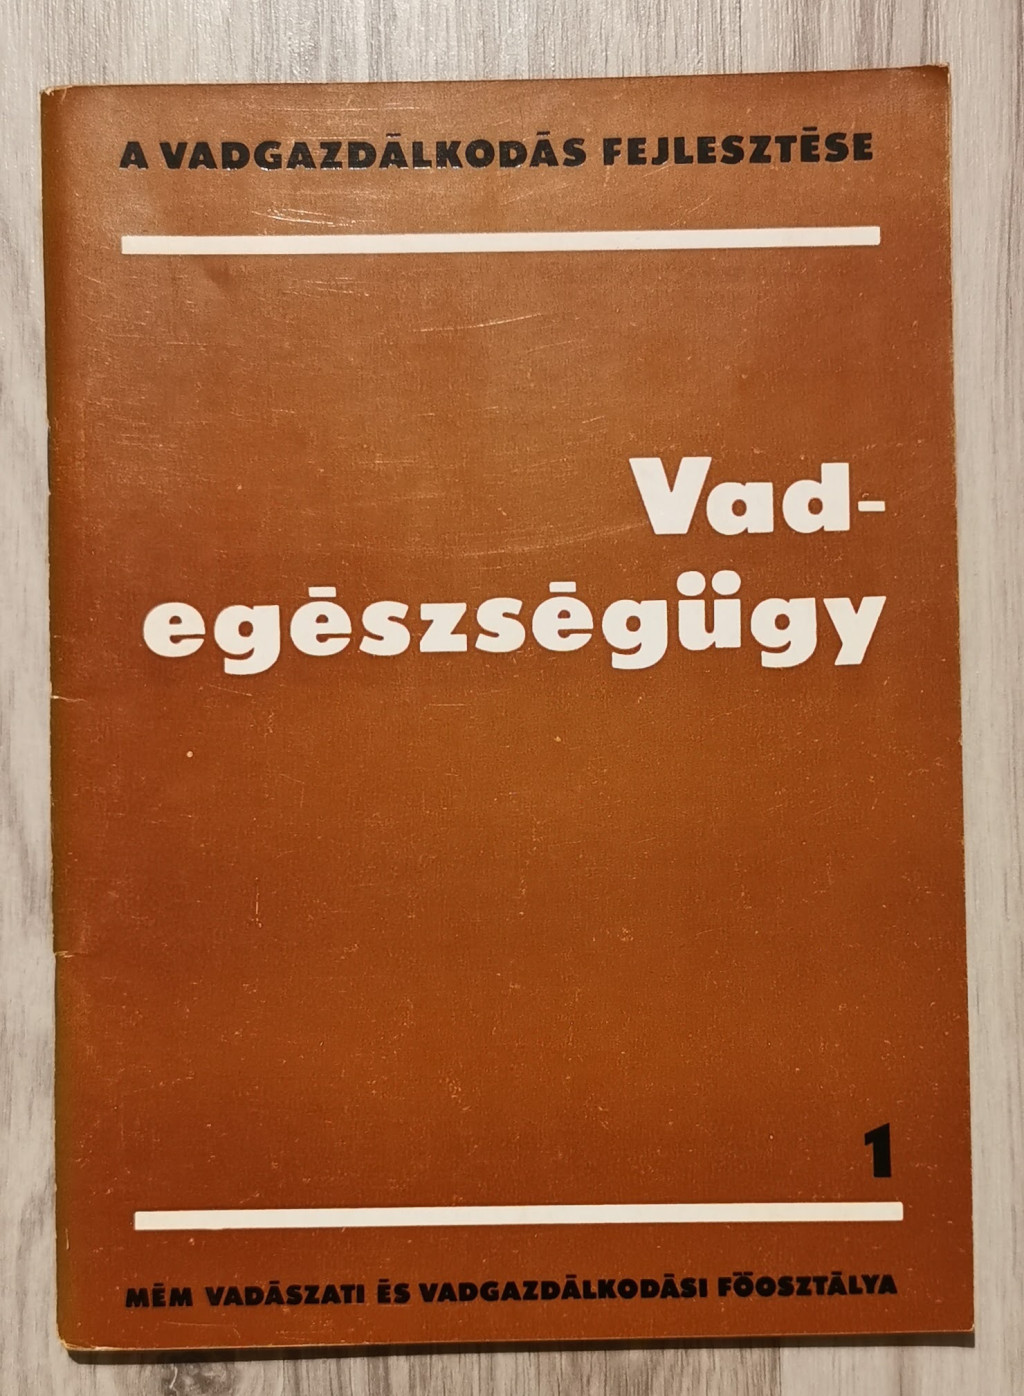 A VADGAZDÁLKODÁS FEJLESZTÉSE
Vad-
egészségügy
1
MÉM VADÁSZATI ÉS VADGAZDÁLKODÁSI FŐOSZTÁLYA